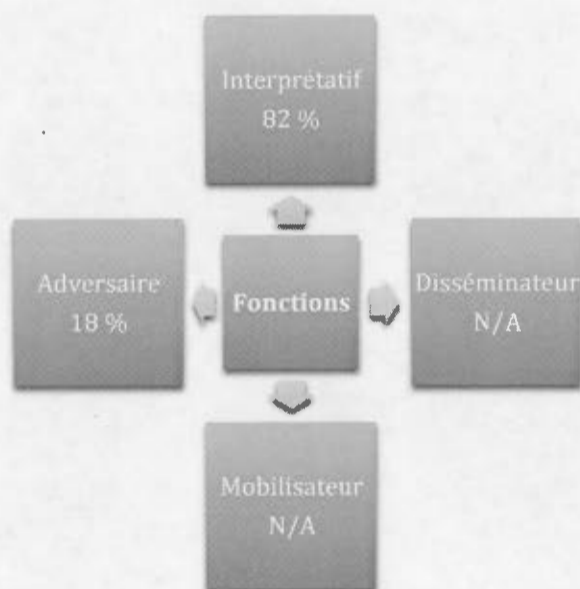 Interprétatif
82 %
Adversaire
18 %
Fonctions
Disséminateur
N/A
Mobilisateur
N/A